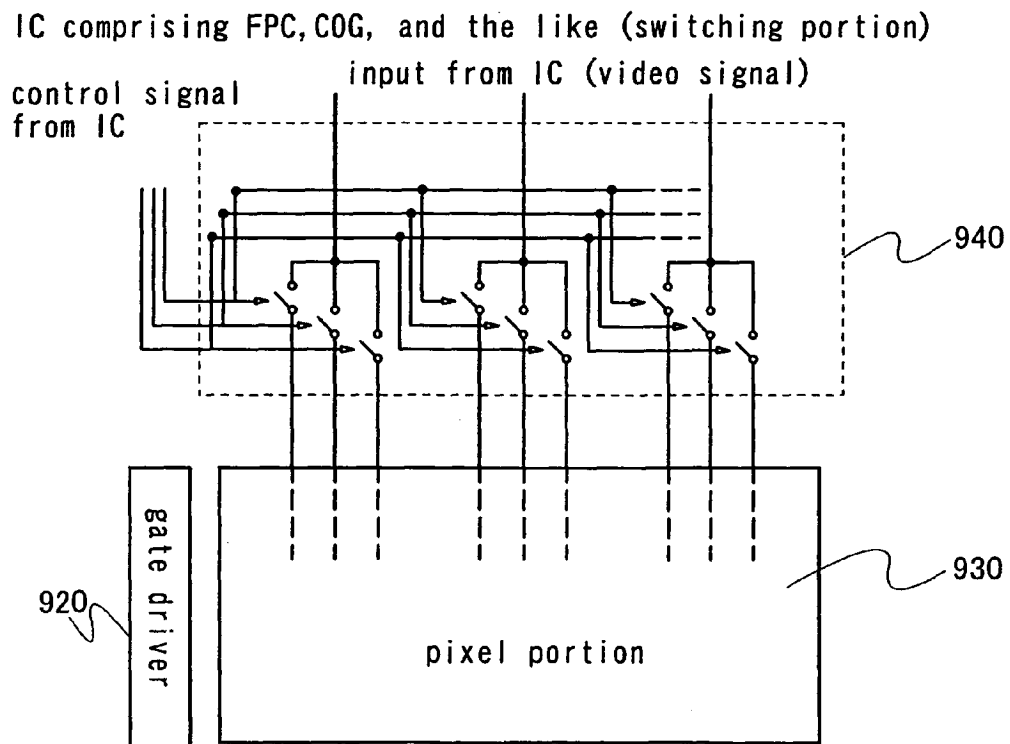 IC comprising FPC, COG, and the like (switching portion)
input from IC (video signal)
control signal
from IC
940
gate driver
920
930
pixel portion